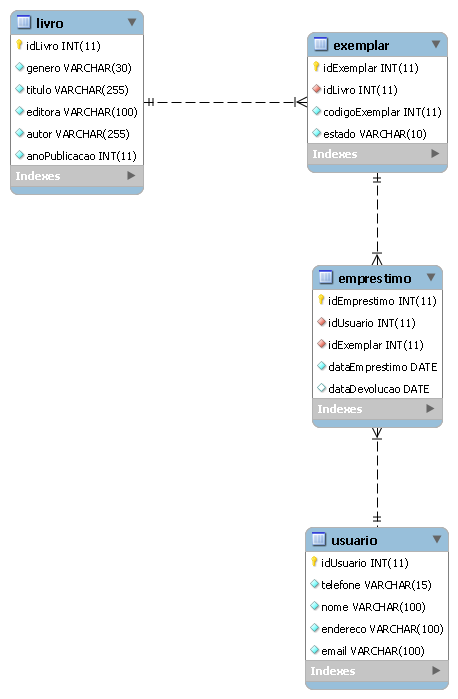 livro
idLivro INT(11)
genero VARCHAR(30)
titulo VARCHAR(255)
editora VARCHAR(100)
autor VARCHAR(255)
anoPublicacao INT(11)
Indexes
exemplar
idExemplar INT(11)
idLivro INT(11)
codigoExemplar INT(11)
estado VARCHAR(10)
Indexes
emprestimo
idEmprestimo INT(11)
idUsuario INT(11)
idExemplar INT(11)
dataEmprestimo DATE
dataDevolucao DATE
Indexes
usuario
idUsuario INT(11)
telefone VARCHAR(15)
nome VARCHAR(100)
endereco VARCHAR(100)
email VARCHAR(100)
Indexes